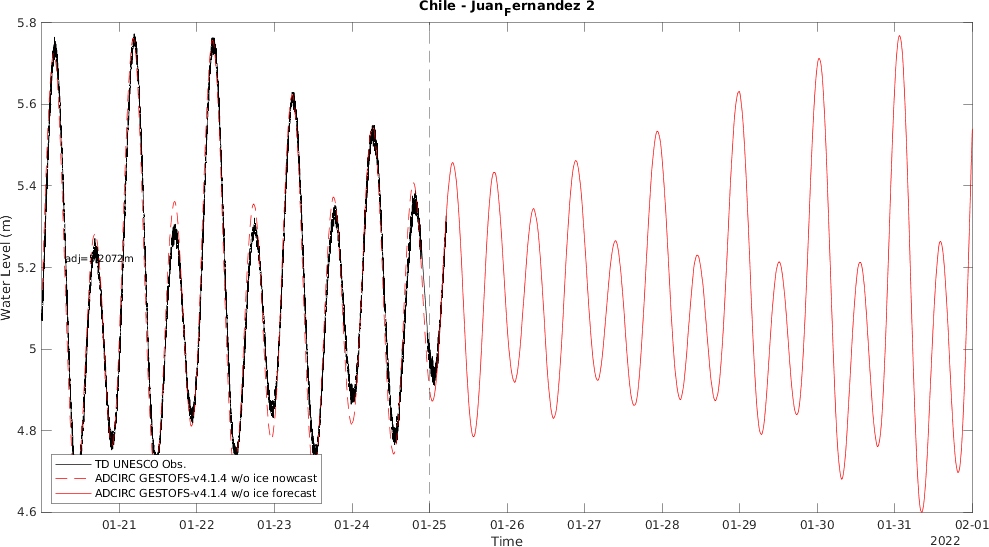 Chile - JuanFernandez 2
Water Level (m)
5.8
5.6
5.4
5.2
5
4.8
4.6
TD UNESCO Obs.
ADCIRC GESTOFS-v4.1.4 w/o ice nowcast
ADCIRC GESTOFS-v4.1.4 w/o ice forecast
01-21 01-22 01-23 01-24 01-25 01-26 01-27 01-28 01-29 01-30 01-31 02-01
Time
2022